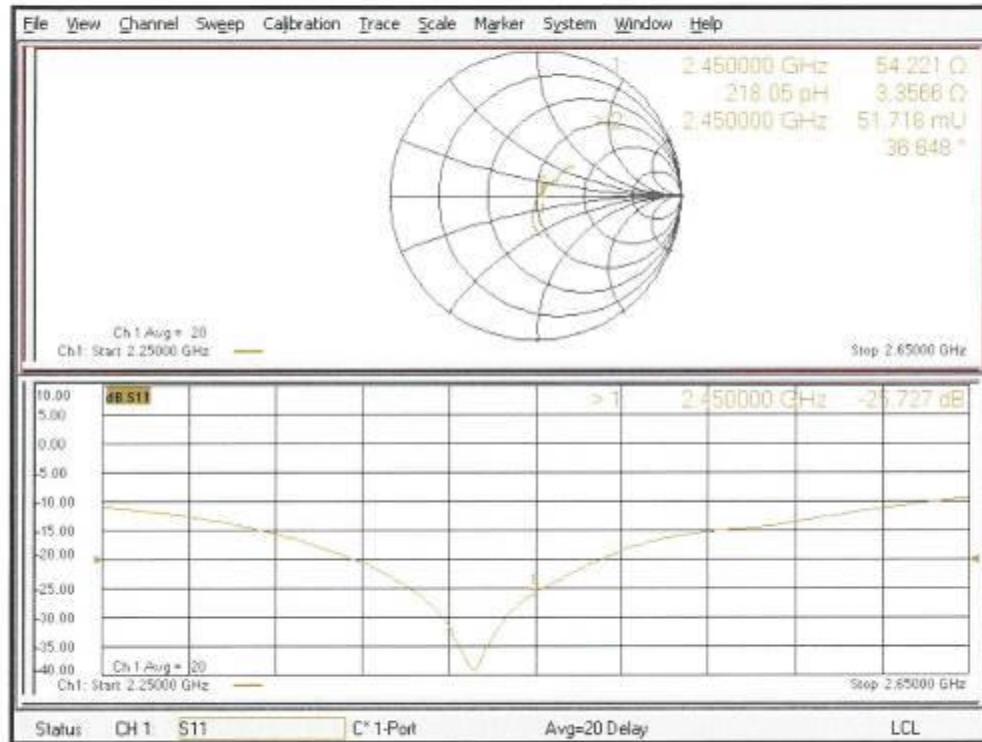 File View Channel Sweep Calibration Trace Scale Marker System Window Help
1 2.450000 GHz 54.221 Ω
218.05 pH 3.3566 Ω
> 2 2.450000 GHz 51.718 mU
36.648 °
Ch 1 Avg = 20
Ch1: Start 2.25000 GHz Stop 2.65000 GHz
10.00 dB S11 > 1 2.450000 GHz -25.727 dB
5.00
0.00
-5.00
-10.00
-15.00
-20.00
-25.00
-30.00
-35.00
-40.00 Ch 1 Avg = 20
Ch1: Start 2.25000 GHz Stop 2.65000 GHz
Status CH 1: S11 C* 1-Port Avg=20 Delay LCL